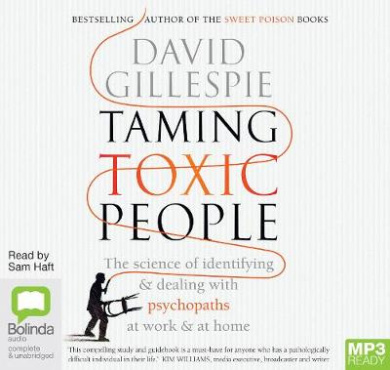 BESTSELLING AUTHOR OF THE SWEET POISON BOOKS
DAVID
GILLESPIE
TAMING
TOXIC
PEOPLE
The science of identifying
& dealing with
psychopaths
at work & at home
Read by
Sam Haft
Bolinda
audio
complete
& unabridged
'This compelling study and guidebook is a must-have for anyone who has a pathologically
difficult individual in their life.' KIM WILLIAMS, media executive, broadcaster and writer
MP3
READY